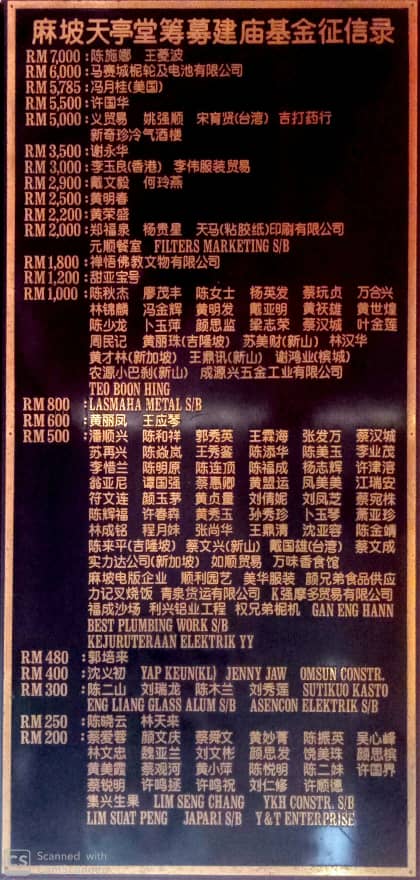 麻坡天亭堂筹募建庙基金征信录
RM 7,000 : 陈施娜 王菱波
RM 6,000 : 马赛城柅轮及电池有限公司
RM 5,785 : 冯月桂(美国)
RM 5,500 : 许国华
RM 5,000 : 义贸易 姚强顺 宋育贤(台湾) 吉打药行
新奇珍冷气酒楼
RM 3,500 : 谢永华
RM 3,000 : 李玉良(香港) 李伟服装贸易
RM 2,900 : 戴文毅 何玲燕
RM 2,500 : 黄明春
RM 2,200 : 黄荣盛
RM 2,000 : 郑福泉 杨贵星 天马(粘胶纸)印刷有限公司
元顺餐室 FILTERS MARKETING S/B
RM 1,800 : 禅悟佛教文物有限公司
RM 1,200 : 甜亚宝号
RM 1,000 : 陈秋杰 廖茂丰 陈女士 杨英发 蔡玩贞 万合兴
林锦麟 冯金辉 黄明发 戴亚明 黄袄娥 黄世煌
陈少龙 卜玉萍 颜思监 梁志荣 蔡汉城 叶金莲
周民记 黄丽珠(吉隆坡) 苏美财(新山) 林汉华
黄才林(新加坡) 王鼎讯(新山) 谢鸿业(槟城)
农源小巴刹(新山) 成源兴五金工业有限公司
TEO BOON HING
RM 800 : LASMAHA METAL S/B
RM 600 : 黄丽凤 王应琴
RM 500 : 潘顺兴 陈和祥 郭秀英 王霖海 张发万 蔡汉城
苏再兴 陈焱岚 王秀銮 陈添华 陈美玉 李业茂
李惜兰 陈明原 陈连顶 陈福成 杨志辉 许津溶
翁亚尼 谭国强 蔡惠卿 黄盟运 凤美美 江瑞安
符文连 颜玉茅 黄贞量 刘倩妮 刘凤芝 蔡宛株
陈辉福 许春森 黄秀玉 孙秀珍 卜玉琴 萧亚珍
林成铭 程月妹 张尚华 王鼎清 沈亚容 陈金靖
陈来平(吉隆坡) 蔡文兴(新山) 戴国雄(台湾) 蔡文成
实力达公司(新加坡) 如顺贸易 万味香食馆
麻坡电版企业 顺利园艺 美华服装 颜兄弟食品供应
力记叉烧饭 青泉货运有限公司 K强摩多贸易有限公司
福成沙场 利兴铝业工程 权兄弟柅机 GAN ENG HANN
BEST PLUMBING WORK S/B
KEJURUTERAAN ELEKTRIK YY
RM 480 : 郭培来
RM 400 : 沈义初 YAP KEUN(KL) JENNY JAW OMSUN CONSTR.
RM 300 : 陈二山 刘瑞龙 陈木兰 刘秀莲 SUTIKUO KASTO
ENG LIANG GLASS ALUM S/B ASENCON ELEKTRIK S/B
RM 250 : 陈晓云 林天来
RM 200 : 蔡爱蓉 颜文庆 蔡舜文 黄妙菁 陈振英 吴心峰
林文忠 魏亚兰 刘文彬 颜思发 饶美珠 颜思槟
黄美霞 蔡观河 黄小萍 陈悦明 陈二妹 许国界
蔡锐明 许鸣拯 许鸣祝 刘仁修 许顺德
集兴生果 LIM SENG CHANG YKH CONSTR. S/B
LIM SUAT PENG JAPARI S/B Y&T ENTERPRISE
CS Scanned with
CamScanner